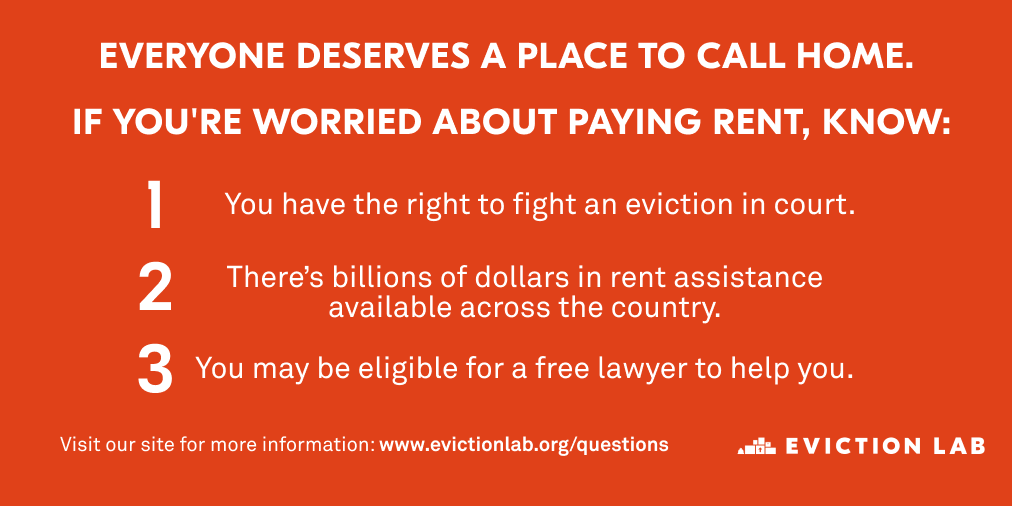 EVERYONE DESERVES A PLACE TO CALL HOME.
IF YOU'RE WORRIED ABOUT PAYING RENT, KNOW:
1 You have the right to fight an eviction in court.
2 There’s billions of dollars in rent assistance
available across the country.
3 You may be eligible for a free lawyer to help you.
Visit our site for more information: www.evictionlab.org/questions
EVICTION LAB